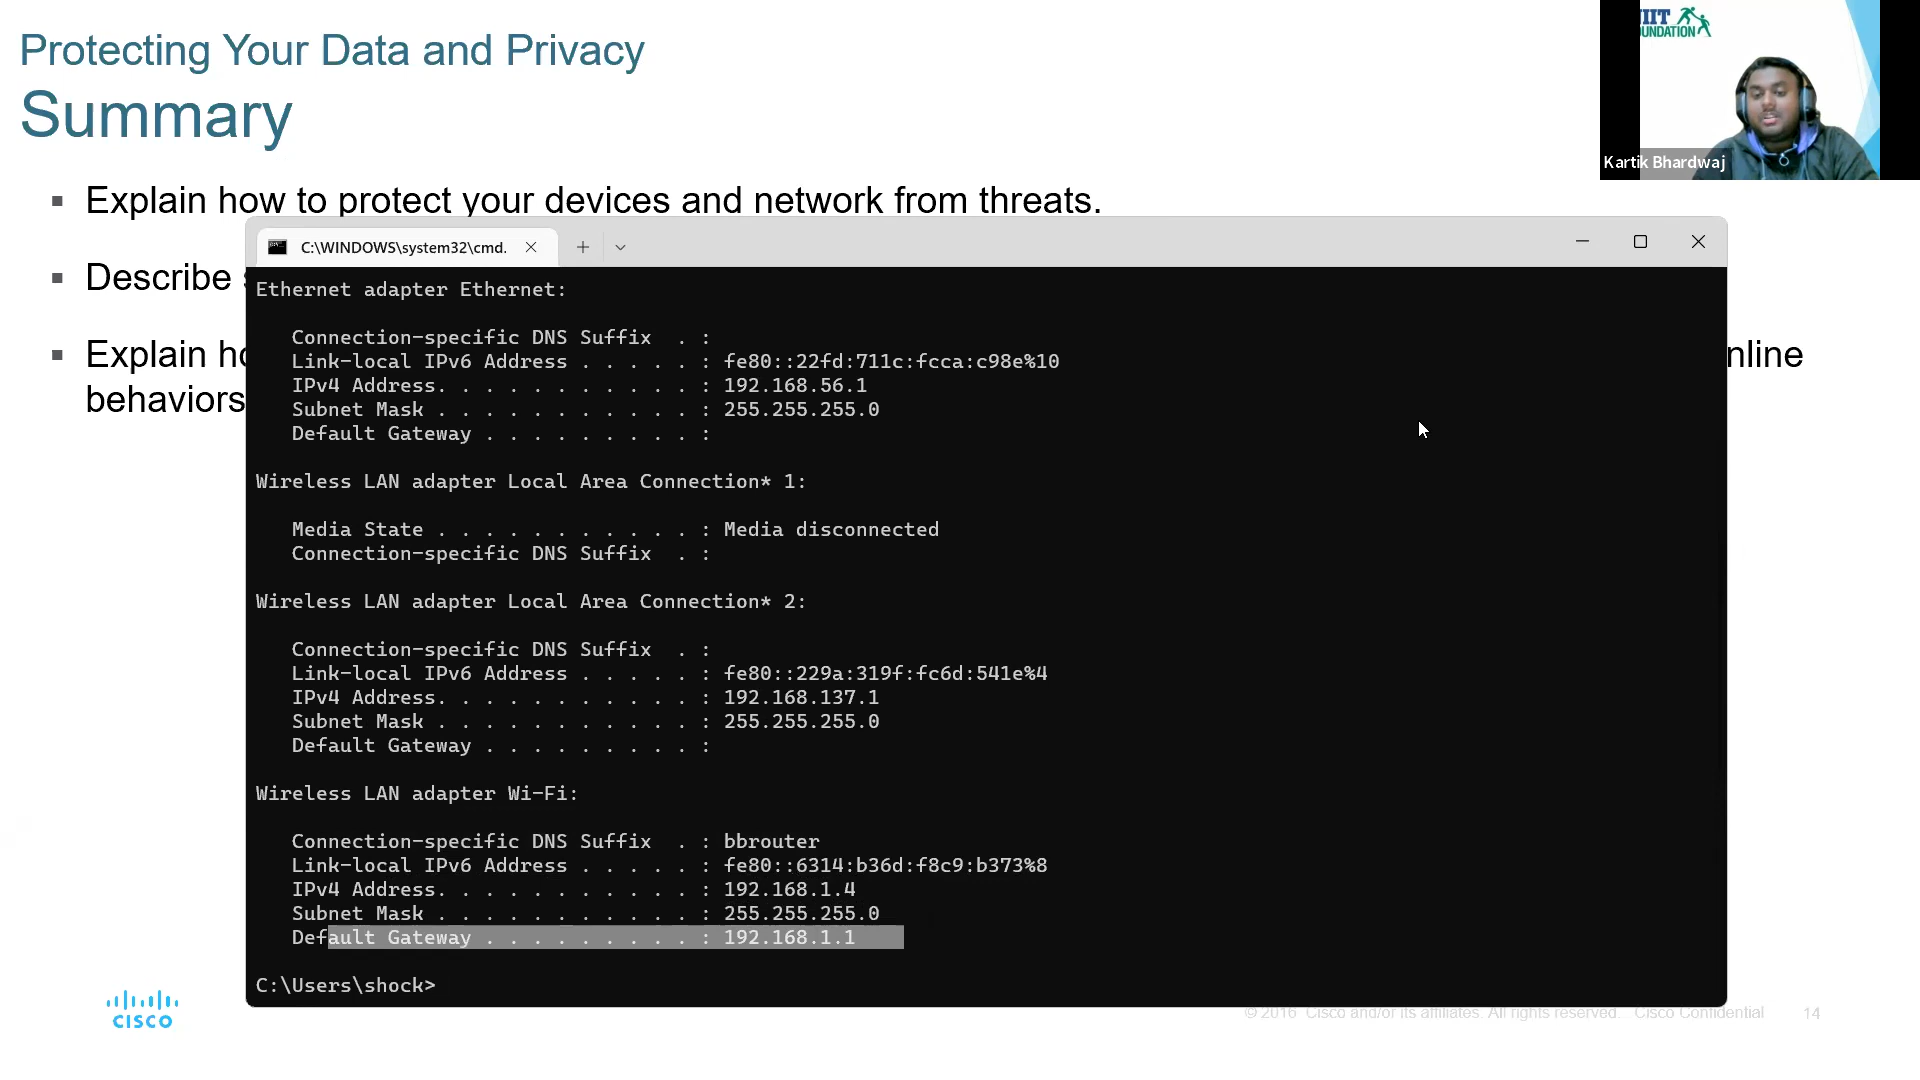 Protecting Your Data and Privacy
Summary
▪ Explain how to protect your devices and network from threats.
▪ Describe
▪ Explain
nline
behaviors
IIT
OUNDATION
Kartik Bhardwaj
C:\WINDOWS\system32\cmd.
Ethernet adapter Ethernet:
Connection-specific DNS Suffix . :
Link-local IPv6 Address . . . . . : fe80::22fd:711c:fcca:c98e%10
IPv4 Address. . . . . . . . . . . : 192.168.56.1
Subnet Mask . . . . . . . . . . . : 255.255.255.0
Default Gateway . . . . . . . . . :
Wireless LAN adapter Local Area Connection* 1:
Media State . . . . . . . . . . . : Media disconnected
Connection-specific DNS Suffix . :
Wireless LAN adapter Local Area Connection* 2:
Connection-specific DNS Suffix . :
Link-local IPv6 Address . . . . . : fe80::229a:319f:fc6d:541e%4
IPv4 Address. . . . . . . . . . . : 192.168.137.1
Subnet Mask . . . . . . . . . . . : 255.255.255.0
Default Gateway . . . . . . . . . :
Wireless LAN adapter Wi-Fi:
Connection-specific DNS Suffix . : bbrouter
Link-local IPv6 Address . . . . . : fe80::6314:b36d:f8c9:b373%8
IPv4 Address. . . . . . . . . . . : 192.168.1.4
Subnet Mask . . . . . . . . . . . : 255.255.255.0
Default Gateway . . . . . . . . . : 192.168.1.1
C:\Users\shock>
CISCO
© 2016 Cisco and/or its affiliates. All rights reserved. Cisco Confidential
14